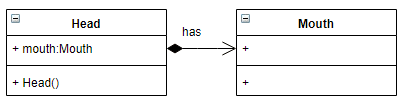 Head
+ mouth:Mouth
+ Head()
has
Mouth
+
+